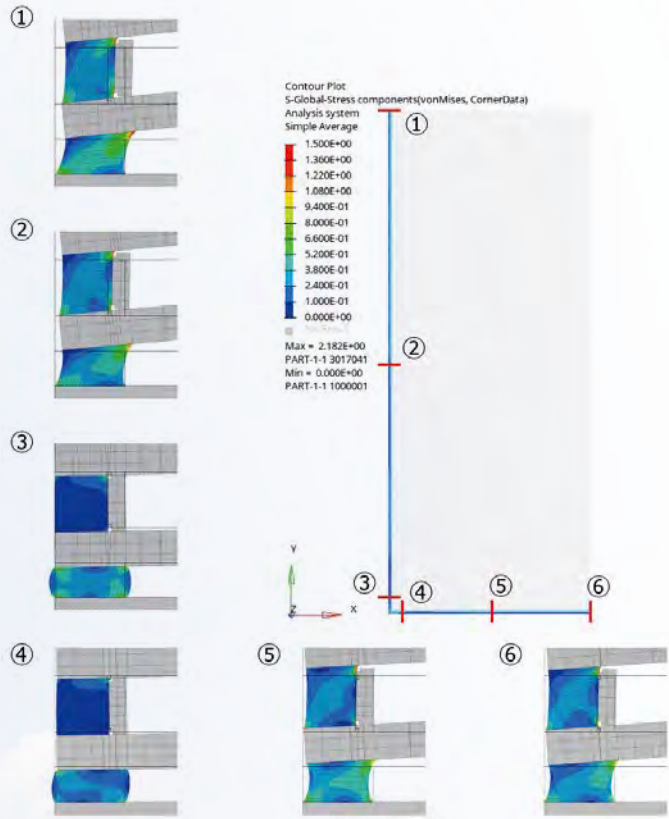 ①
Contour Plot
S-Global-Stress components(vonMises, CornerData)
Analysis system
Simple Average
1.500E+00
1.360E+00
1.220E+00
1.080E+00
9.400E-01
8.000E-01
6.600E-01
5.200E-01
3.800E-01
2.400E-01
1.000E-01
0.000E+00
Max = 2.182E+00
PART-1-1 3017041
Min = 0.000E+00
PART-1-1 1000001
①
②
②
③
③
④
⑤
⑥
Y
Z
X
④
⑤
⑥